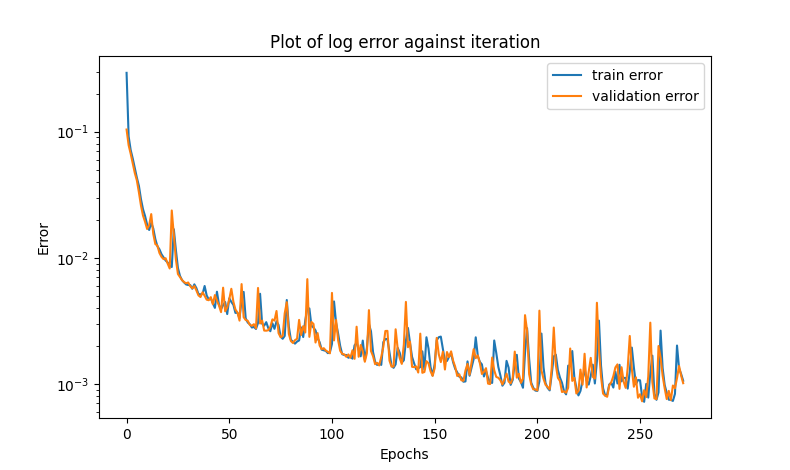 Plot of log error against iteration
train error
validation error
10⁻¹
10⁻²
10⁻³
Error
0 50 100 150 200 250
Epochs